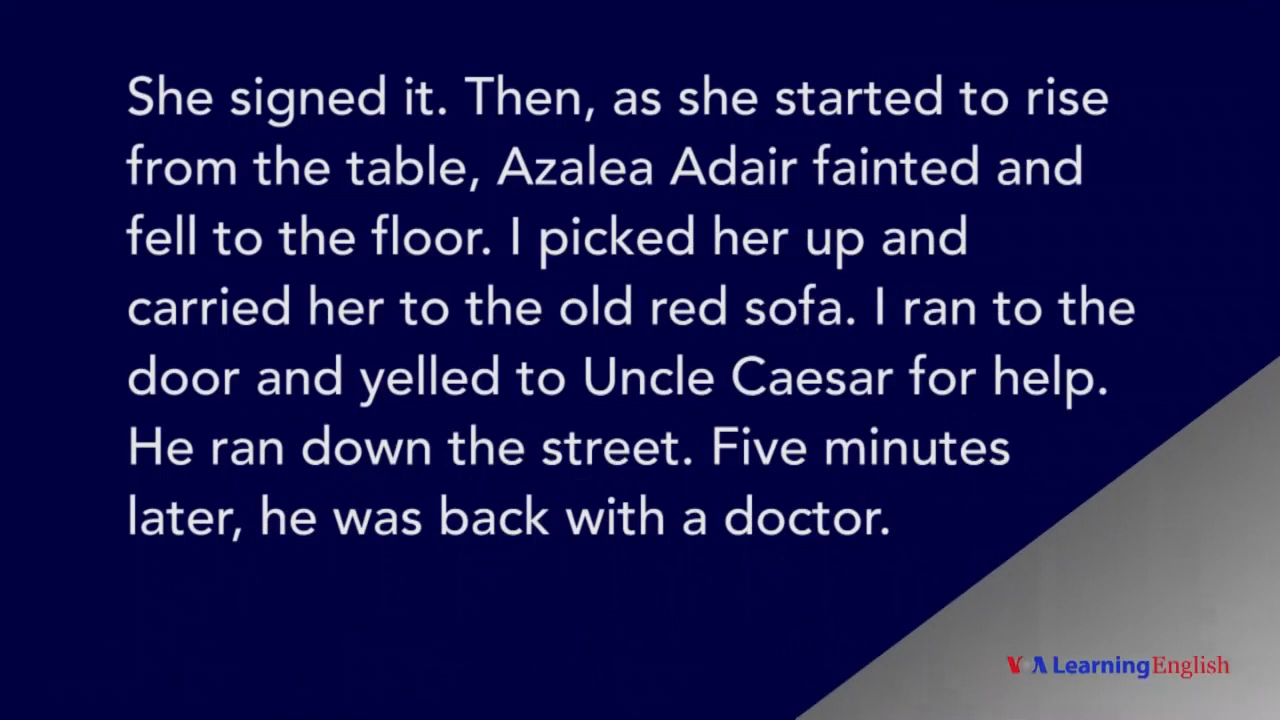 She signed it. Then, as she started to rise
from the table, Azalea Adair fainted and
fell to the floor. I picked her up and
carried her to the old red sofa. I ran to the
door and yelled to Uncle Caesar for help.
He ran down the street. Five minutes
later, he was back with a doctor.
VOA Learning English